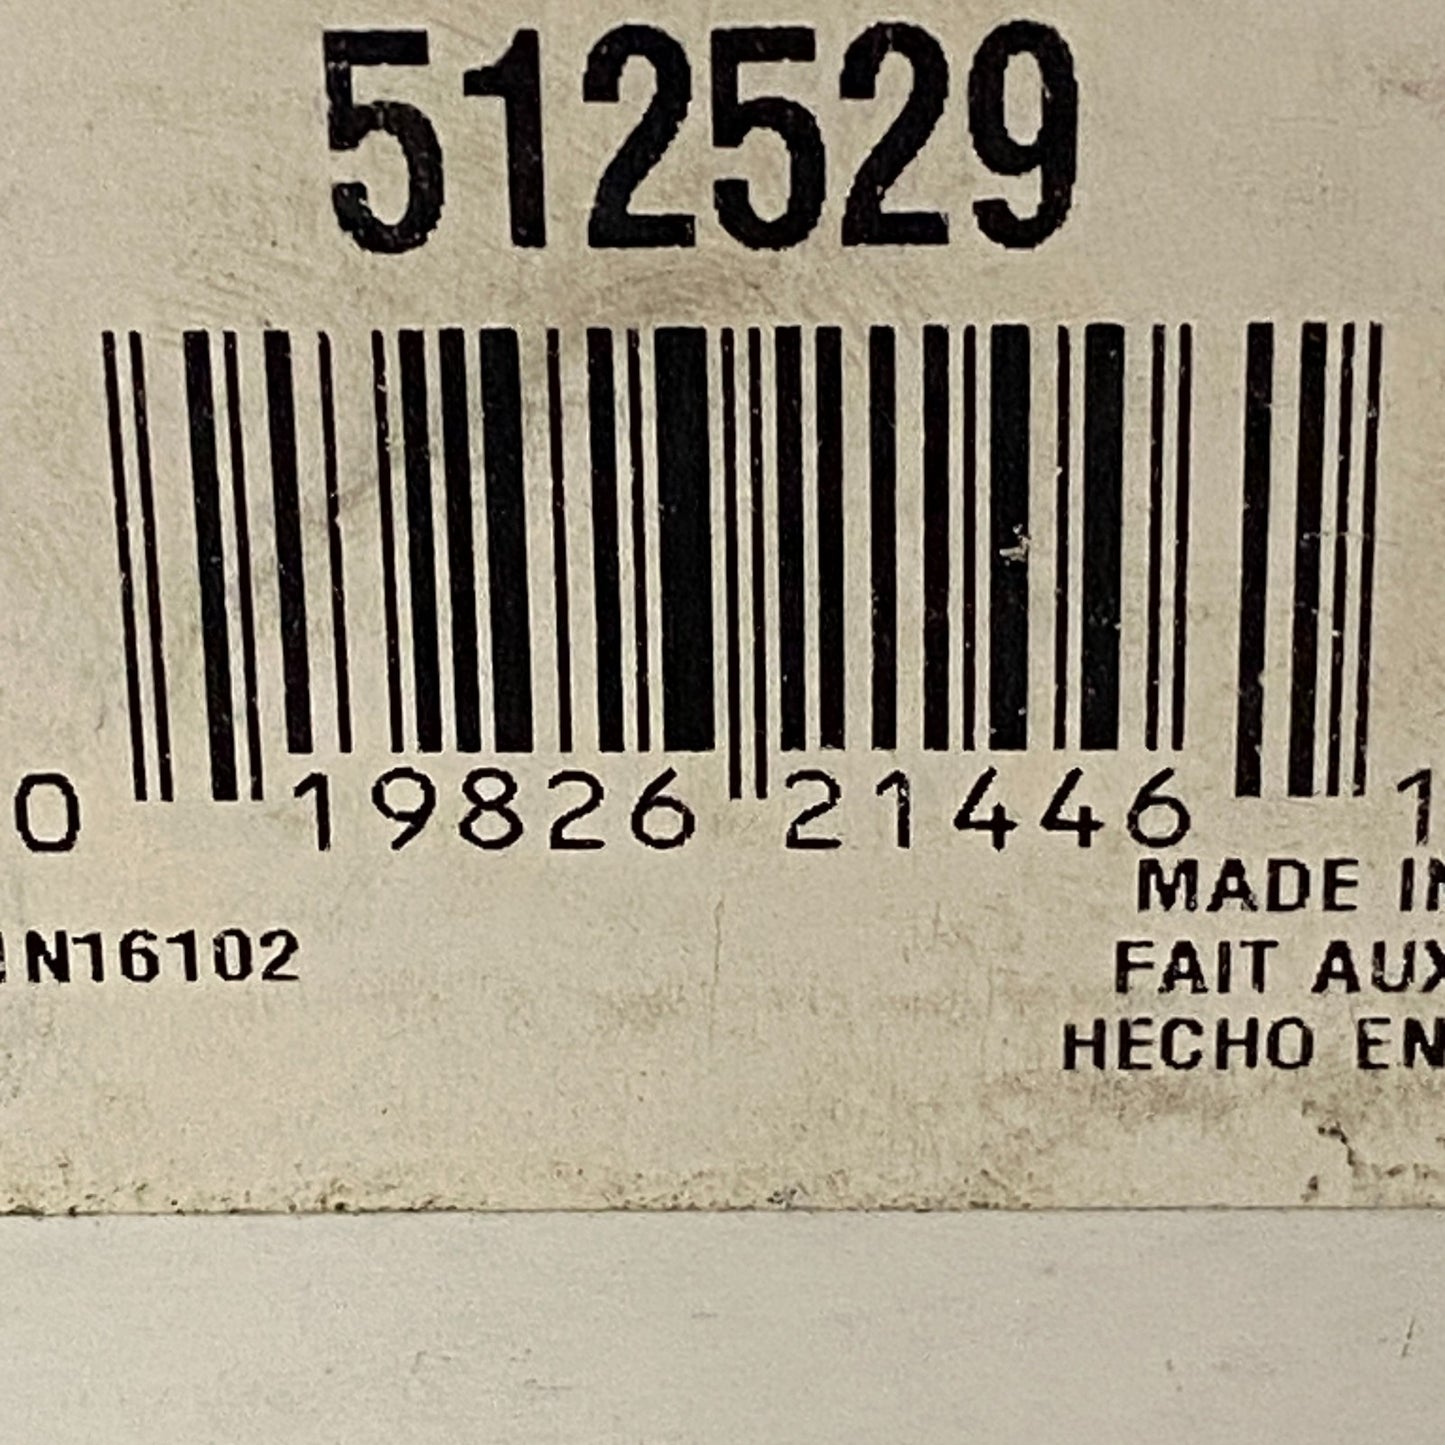 512529
0 19826 21446 1
N16102
MADE IN
FAIT AUX
HECHO EN